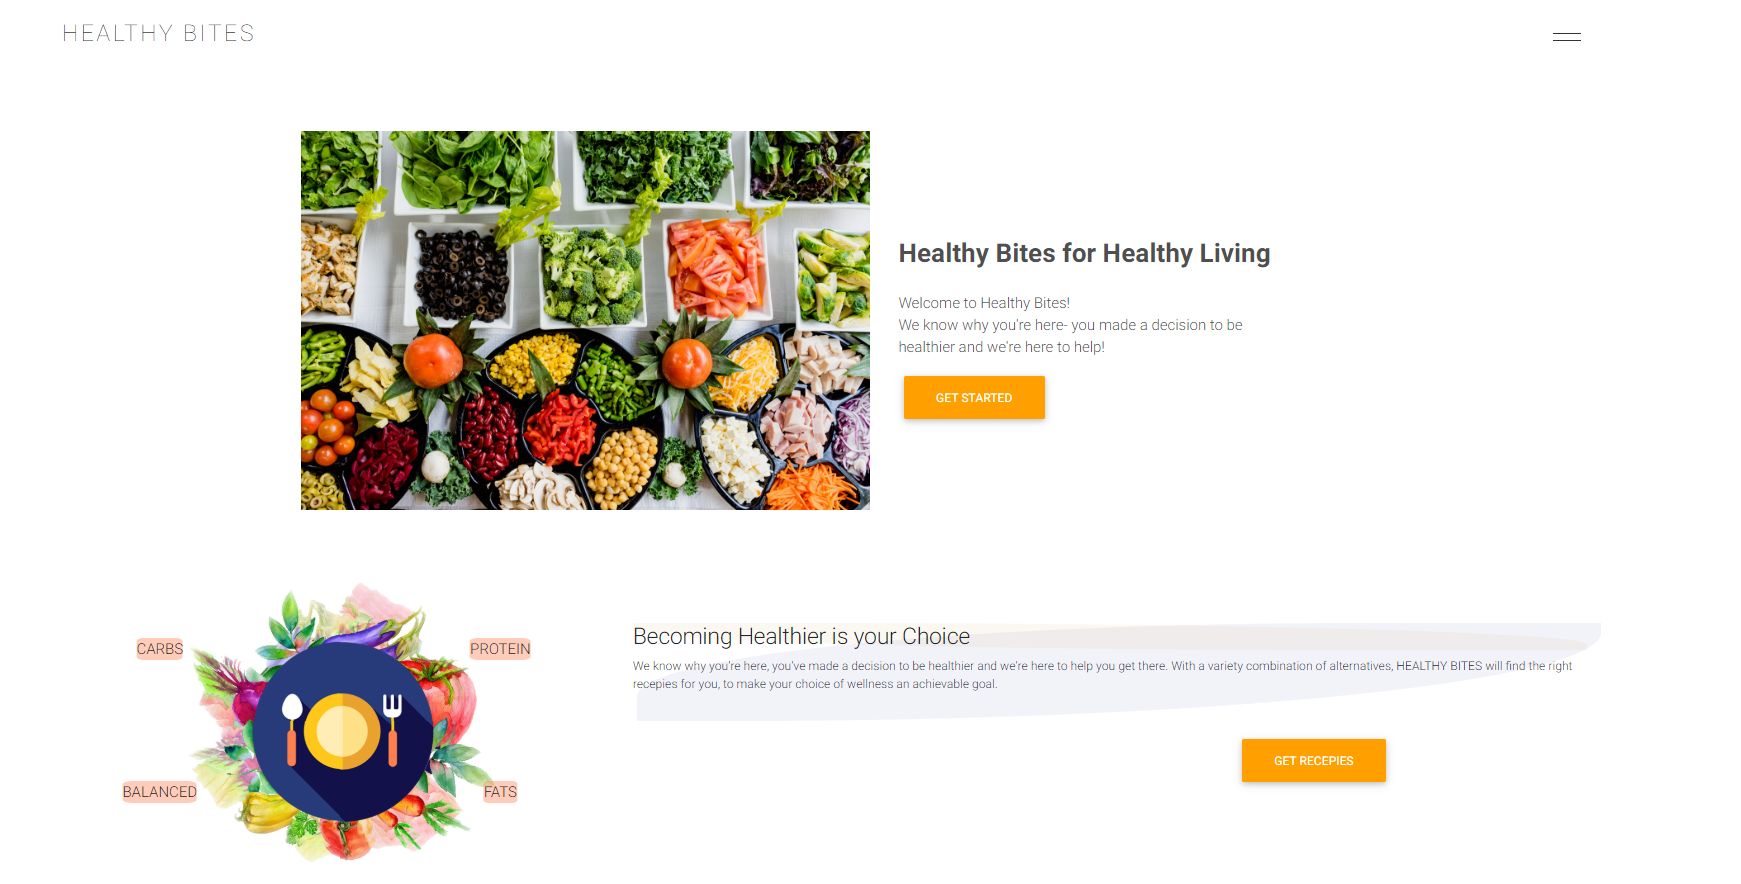 HEALTHY BITES
Healthy Bites for Healthy Living
Welcome to Healthy Bites!
We know why you're here- you made a decision to be
healthier and we're here to help!
GET STARTED
CARBS
PROTEIN
BALANCED
FATS
Becoming Healthier is your Choice
We know why you're here, you've made a decision to be healthier and we're here to help you get there. With a variety combination of alternatives, HEALTHY BITES will find the right
recepies for you, to make your choice of wellness an achievable goal.
GET RECEPIES